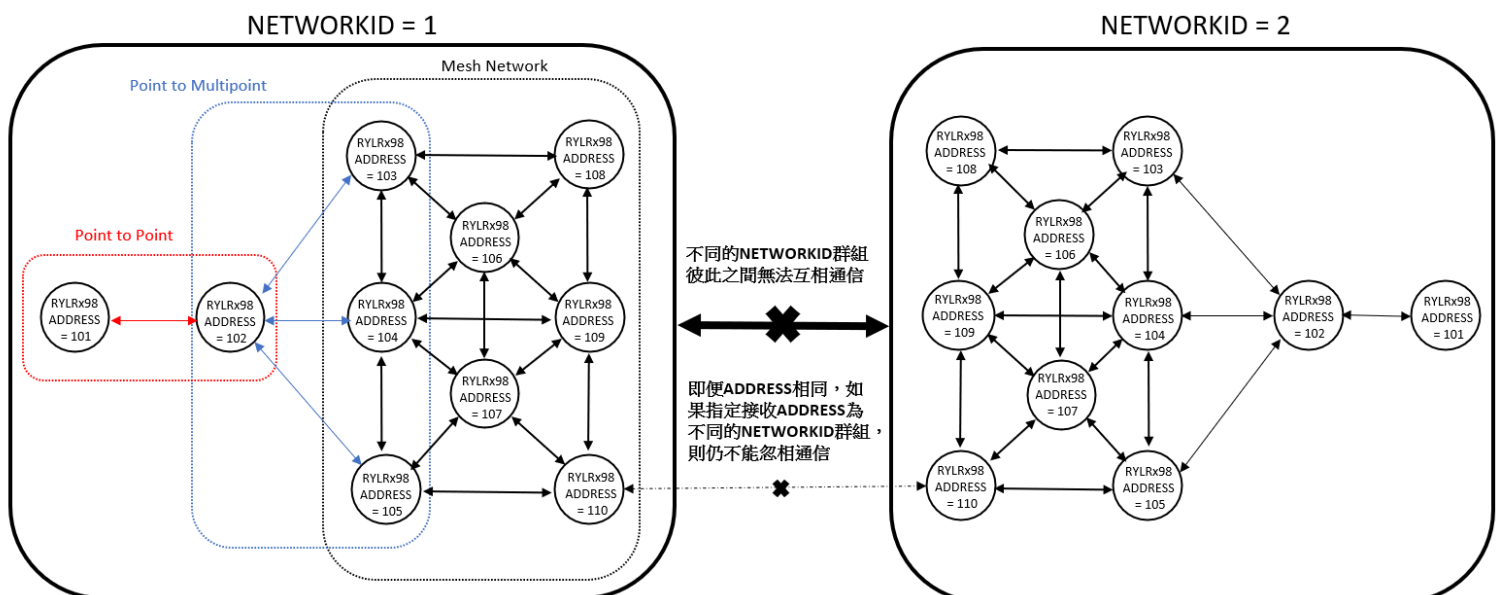 NETWORKID = 1
Mesh Network
Point to Multipoint
Point to Point
RYLRx98
ADDRESS
= 101
RYLRx98
ADDRESS
= 102
RYLRx98
ADDRESS
= 103
RYLRx98
ADDRESS
= 104
RYLRx98
ADDRESS
= 105
RYLRx98
ADDRESS
= 106
RYLRx98
ADDRESS
= 107
RYLRx98
ADDRESS
= 108
RYLRx98
ADDRESS
= 109
RYLRx98
ADDRESS
= 110
不同的NETWORKID群組
彼此之間無法互相通信
即便ADDRESS相同，如
果指定接收ADDRESS為
不同的NETWORKID群組，
則仍不能忽相通信
NETWORKID = 2
RYLRx98
ADDRESS
= 108
RYLRx98
ADDRESS
= 109
RYLRx98
ADDRESS
= 110
RYLRx98
ADDRESS
= 106
RYLRx98
ADDRESS
= 107
RYLRx98
ADDRESS
= 103
RYLRx98
ADDRESS
= 104
RYLRx98
ADDRESS
= 105
RYLRx98
ADDRESS
= 102
RYLRx98
ADDRESS
= 101